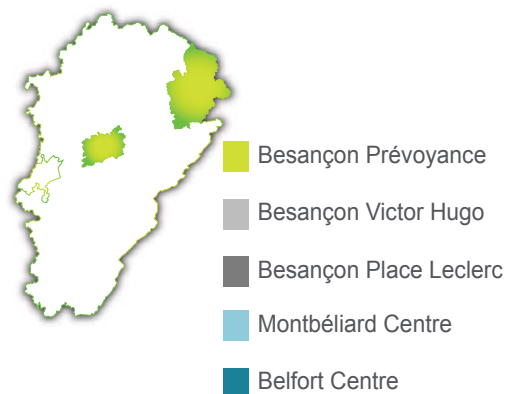 Besançon Prévoyance
Besançon Victor Hugo
Besançon Place Leclerc
Montbéliard Centre
Belfort Centre